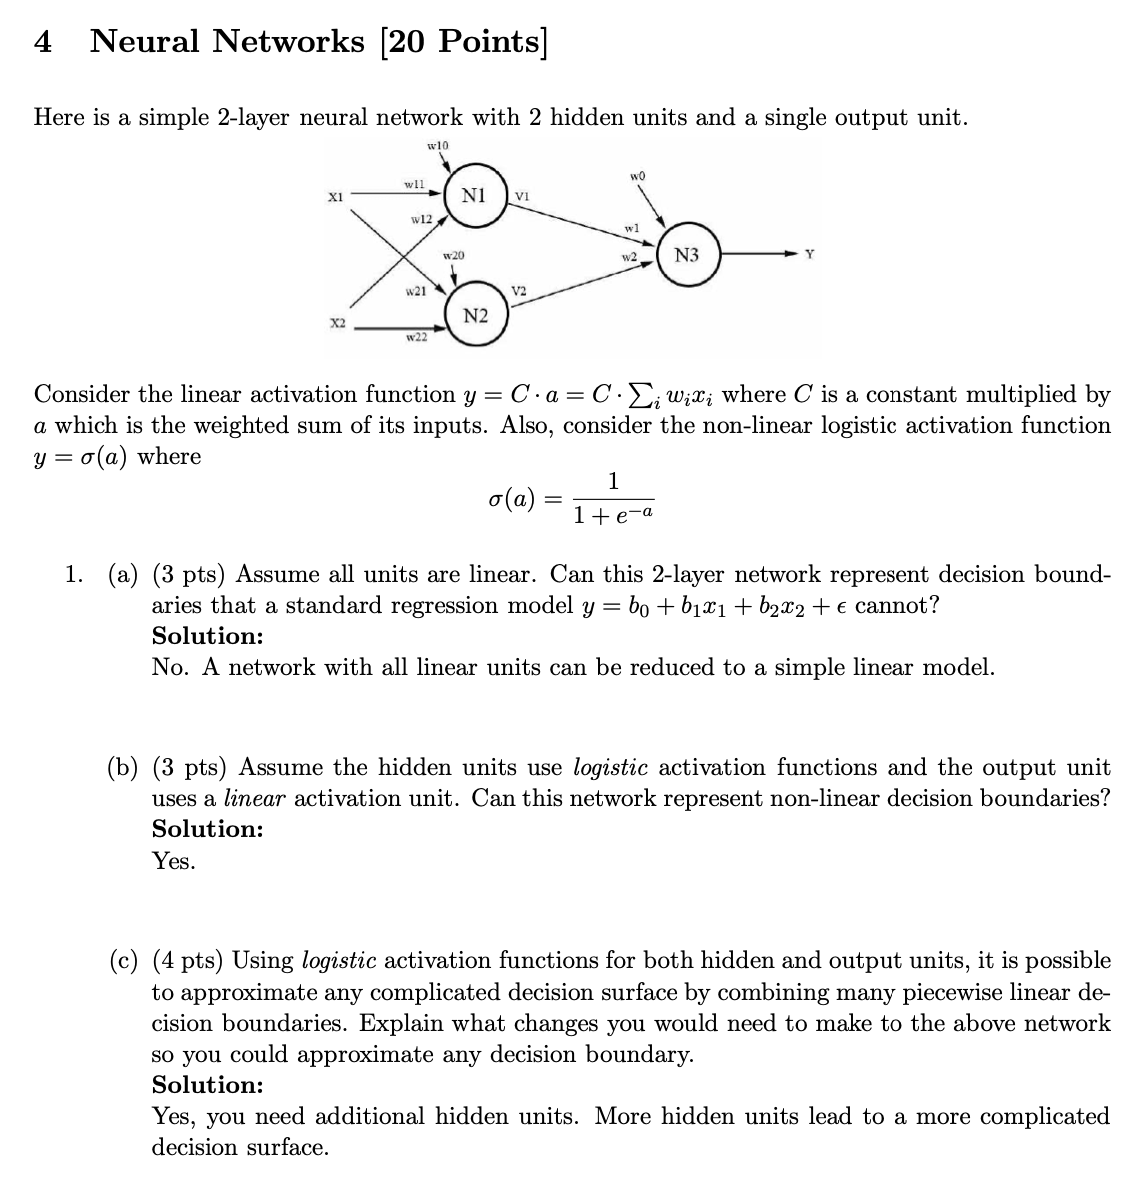 4 Neural Networks [20 Points]
Here is a simple 2-layer neural network with 2 hidden units and a single output unit.
w10
w0
w11
X1
N1
V1
w12
w1
w20
w2
N3
Y
w21
V2
N2
X2
w22
Consider the linear activation function y = C · a = C · ∑_i w_i x_i where C is a constant multiplied by
a which is the weighted sum of its inputs. Also, consider the non-linear logistic activation function
y = σ(a) where
σ(a) = 1 / (1 + e^{−a})
1. (a) (3 pts) Assume all units are linear. Can this 2-layer network represent decision bound-
aries that a standard regression model y = b_0 + b_1x_1 + b_2x_2 + ϵ cannot?
Solution:
No. A network with all linear units can be reduced to a simple linear model.
(b) (3 pts) Assume the hidden units use logistic activation functions and the output unit
uses a linear activation unit. Can this network represent non-linear decision boundaries?
Solution:
Yes.
(c) (4 pts) Using logistic activation functions for both hidden and output units, it is possible
to approximate any complicated decision surface by combining many piecewise linear de-
cision boundaries. Explain what changes you would need to make to the above network
so you could approximate any decision boundary.
Solution:
Yes, you need additional hidden units. More hidden units lead to a more complicated
decision surface.